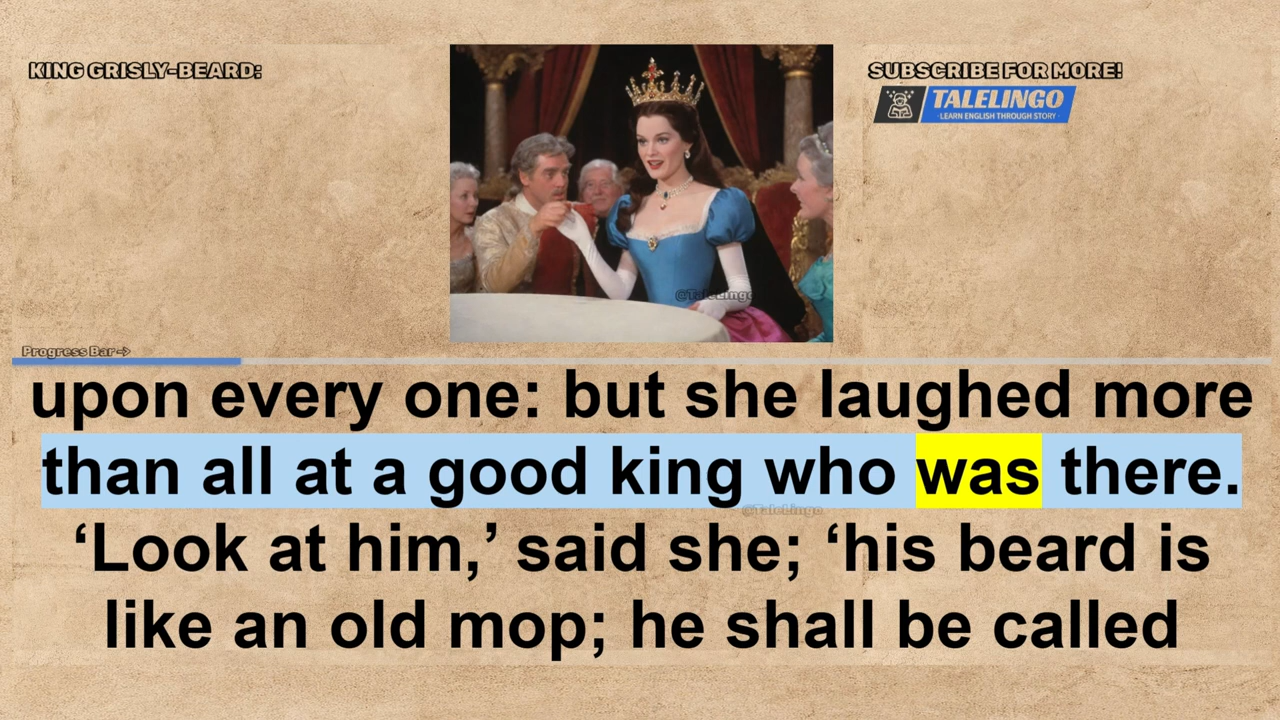 KING GRISLY-BEARD:
SUBSCRIBE FOR MORE!
TALELINGO
· LEARN ENGLISH THROUGH STORY ·
@TaleLingo
Progress Bar->
upon every one: but she laughed more
than all at a good king who was there.
@TaleLingo
‘Look at him,’ said she; ‘his beard is
like an old mop; he shall be called